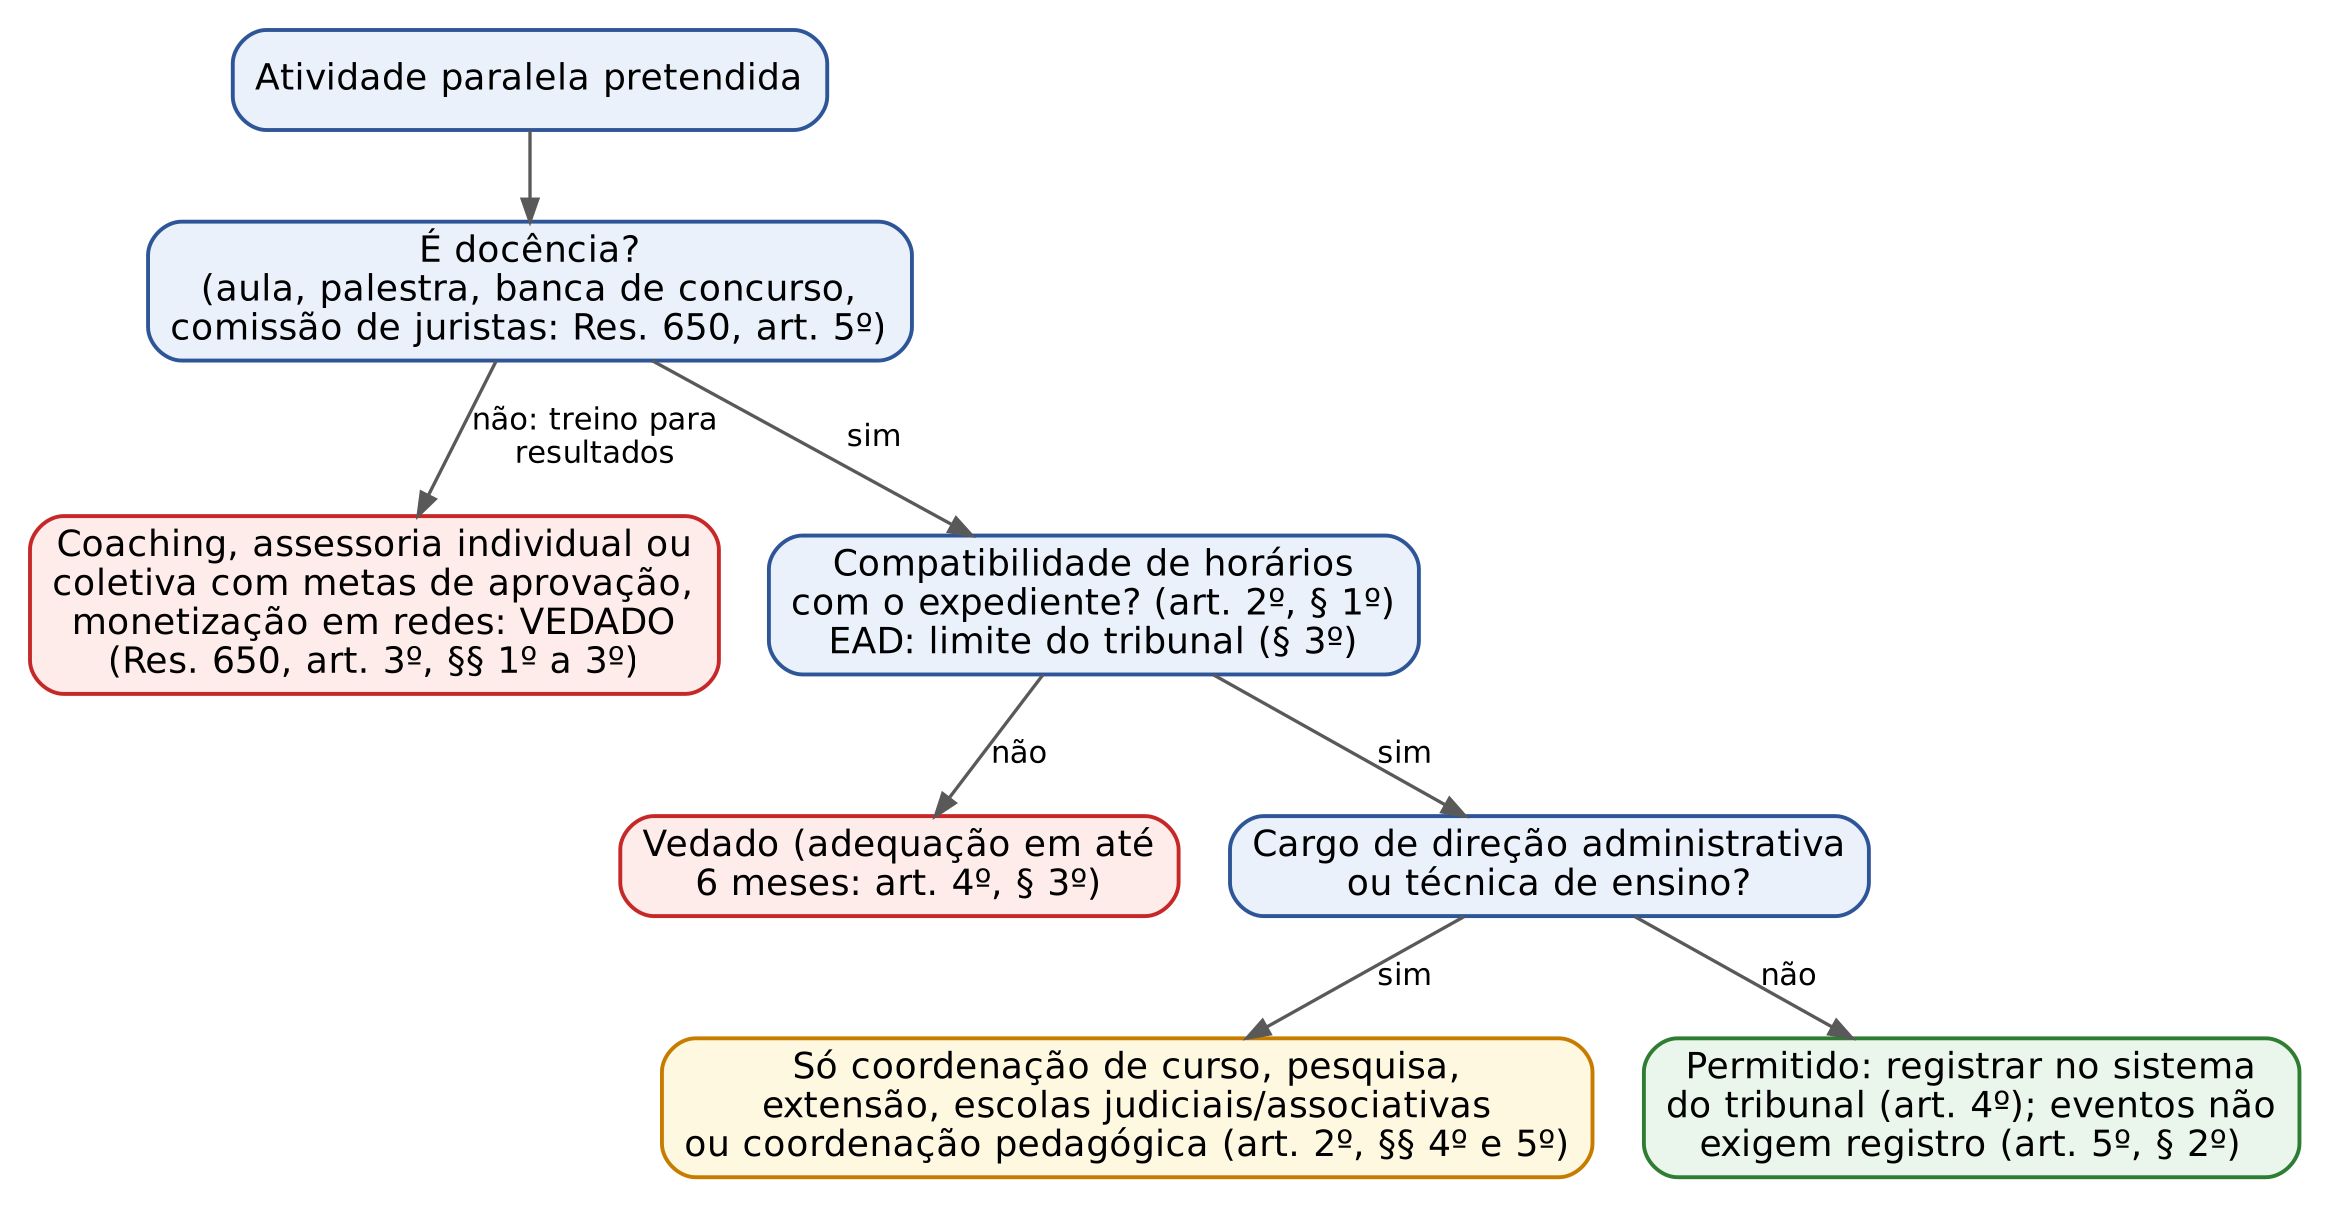 Atividade paralela pretendida
É docência?
(aula, palestra, banca de concurso,
comissão de juristas: Res. 650, art. 5º)
não: treino para
resultados
sim
Coaching, assessoria individual ou
coletiva com metas de aprovação,
monetização em redes: VEDADO
(Res. 650, art. 3º, §§ 1º a 3º)
Compatibilidade de horários
com o expediente? (art. 2º, § 1º)
EAD: limite do tribunal (§ 3º)
não
sim
Vedado (adequação em até
6 meses: art. 4º, § 3º)
Cargo de direção administrativa
ou técnica de ensino?
sim
não
Só coordenação de curso, pesquisa,
extensão, escolas judiciais/associativas
ou coordenação pedagógica (art. 2º, §§ 4º e 5º)
Permitido: registrar no sistema
do tribunal (art. 4º); eventos não
exigem registro (art. 5º, § 2º)